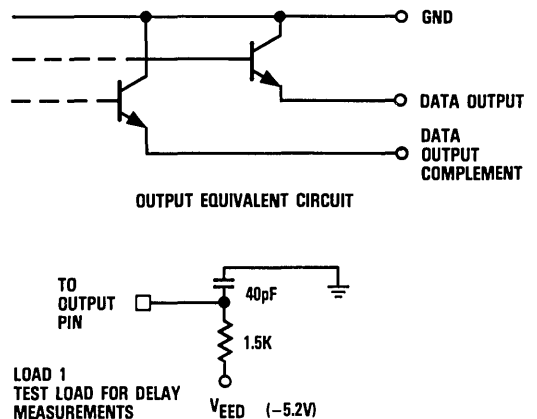 GND
DATA OUTPUT
DATA
OUTPUT
COMPLEMENT
OUTPUT EQUIVALENT CIRCUIT
TO
OUTPUT
PIN
40pF
1.5K
LOAD 1
TEST LOAD FOR DELAY
MEASUREMENTS
VEED (−5.2V)